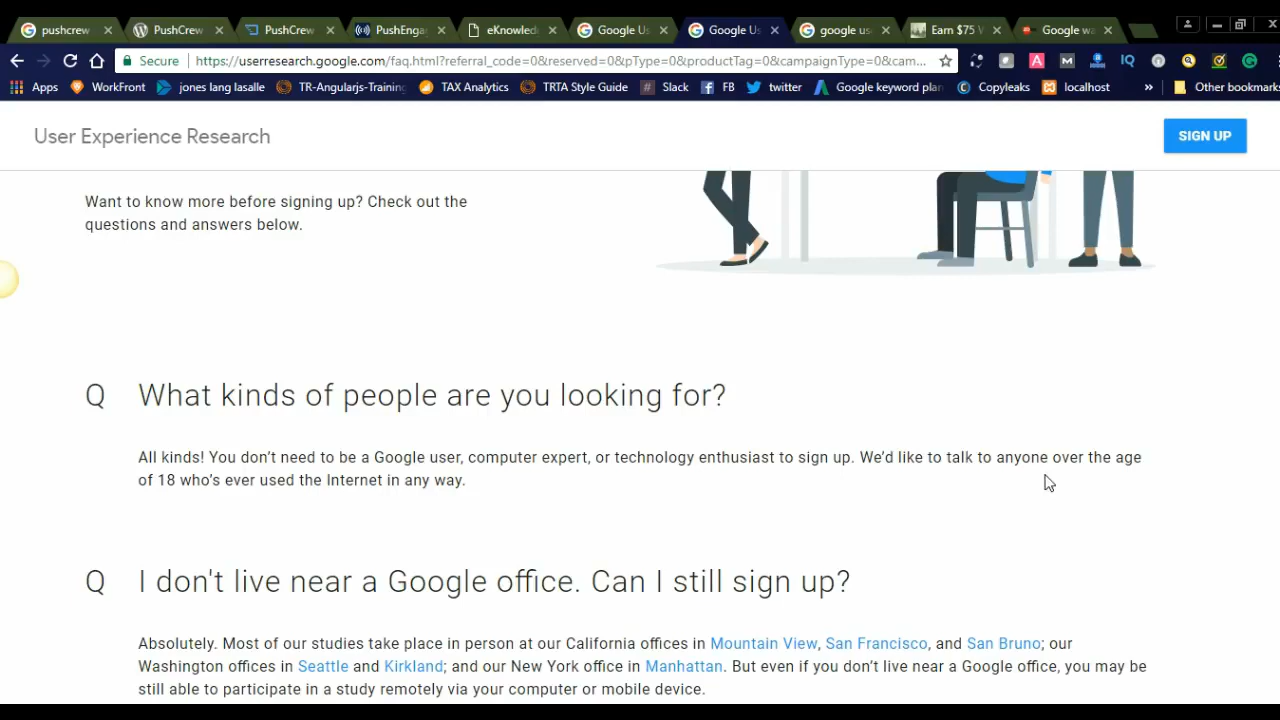 pushcrew
PushCrew
PushCrew
PushEnga
eKnowled
Google Us
Google Us
google us
Earn $75 V
Google wa
Secure
https://userresearch.google.com/faq.html?referral_code=0&reserved=0&pType=0&productTag=0&campaignType=0&cam...
Apps
WorkFront
jones lang lasalle
TR-Angularjs-Training
TAX Analytics
TRTA Style Guide
Slack
FB
twitter
Google keyword plan
Copyleaks
localhost
»
Other bookmarks
User Experience Research
SIGN UP
Want to know more before signing up? Check out the
questions and answers below.
Q What kinds of people are you looking for?
All kinds! You don't need to be a Google user, computer expert, or technology enthusiast to sign up. We'd like to talk to anyone over the age
of 18 who's ever used the Internet in any way.
Q I don't live near a Google office. Can I still sign up?
Absolutely. Most of our studies take place in person at our California offices in Mountain View, San Francisco, and San Bruno; our
Washington offices in Seattle and Kirkland; and our New York office in Manhattan. But even if you don't live near a Google office, you may be
still able to participate in a study remotely via your computer or mobile device.